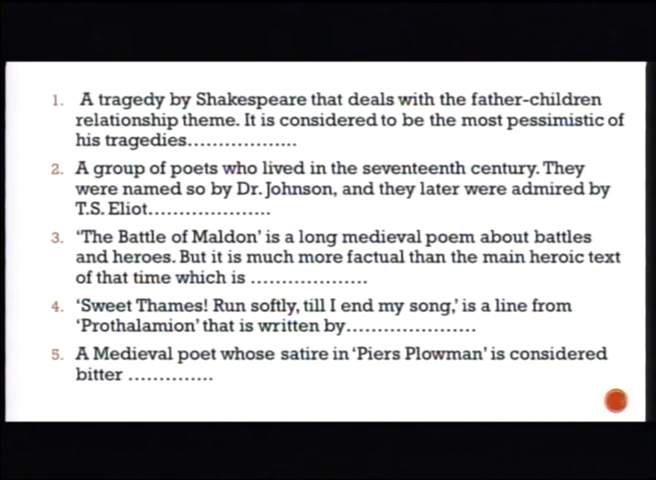 1. A tragedy by Shakespeare that deals with the father-children
relationship theme. It is considered to be the most pessimistic of
his tragedies..................
2. A group of poets who lived in the seventeenth century. They
were named so by Dr. Johnson, and they later were admired by
T.S. Eliot....................
3. ‘The Battle of Maldon’ is a long medieval poem about battles
and heroes. But it is much more factual than the main heroic text
of that time which is ...................
4. ‘Sweet Thames! Run softly, till I end my song,’ is a line from
‘Prothalamion’ that is written by.....................
5. A Medieval poet whose satire in ‘Piers Plowman’ is considered
bitter ..............